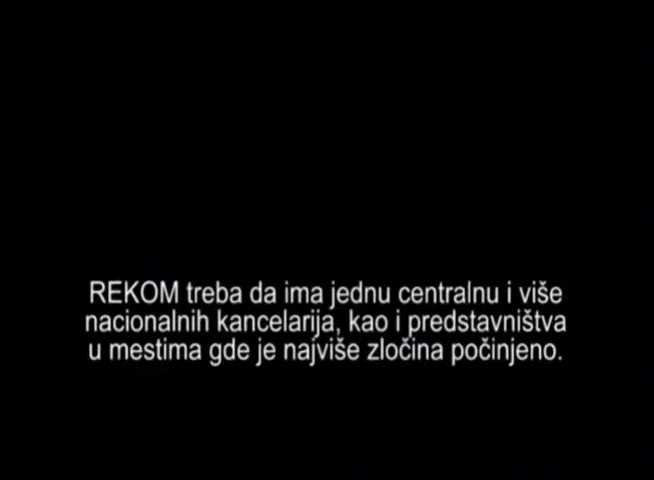 REKOM treba da ima jednu centralnu i više
nacionalnih kancelarija, kao i predstavništva
u mestima gde je najviše zločina počinjeno.